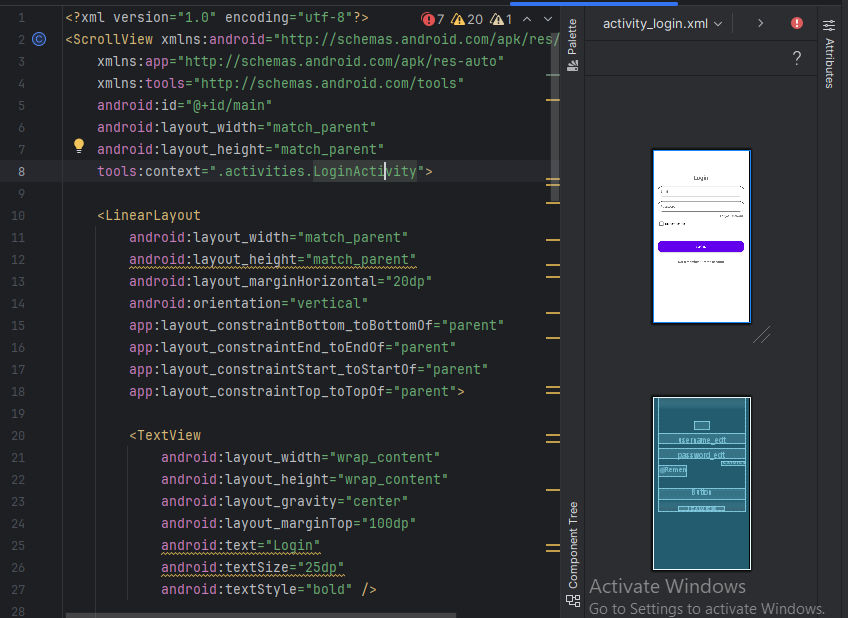 1 <?xml version="1.0" encoding="utf-8"?>
7 20 1
2 <ScrollView xmlns:android="http://schemas.android.com/apk/res/
3 xmlns:app="http://schemas.android.com/apk/res-auto"
4 xmlns:tools="http://schemas.android.com/tools"
5 android:id="@+id/main"
6 android:layout_width="match_parent"
7 android:layout_height="match_parent"
8 tools:context=".activities.LoginActivity">
9
10 <LinearLayout
11 android:layout_width="match_parent"
12 android:layout_height="match_parent"
13 android:layout_marginHorizontal="20dp"
14 android:orientation="vertical"
15 app:layout_constraintBottom_toBottomOf="parent"
16 app:layout_constraintEnd_toEndOf="parent"
17 app:layout_constraintStart_toStartOf="parent"
18 app:layout_constraintTop_toTopOf="parent">
19
20 <TextView
21 android:layout_width="wrap_content"
22 android:layout_height="wrap_content"
23 android:layout_gravity="center"
24 android:layout_marginTop="100dp"
25 android:text="Login"
26 android:textSize="25dp"
27 android:textStyle="bold" />
28
Palette
Component Tree
activity_login.xml
?
Attributes
Login
username_edt
password_edt
@Remem
Button
Activate Windows
Go to Settings to activate Windows.